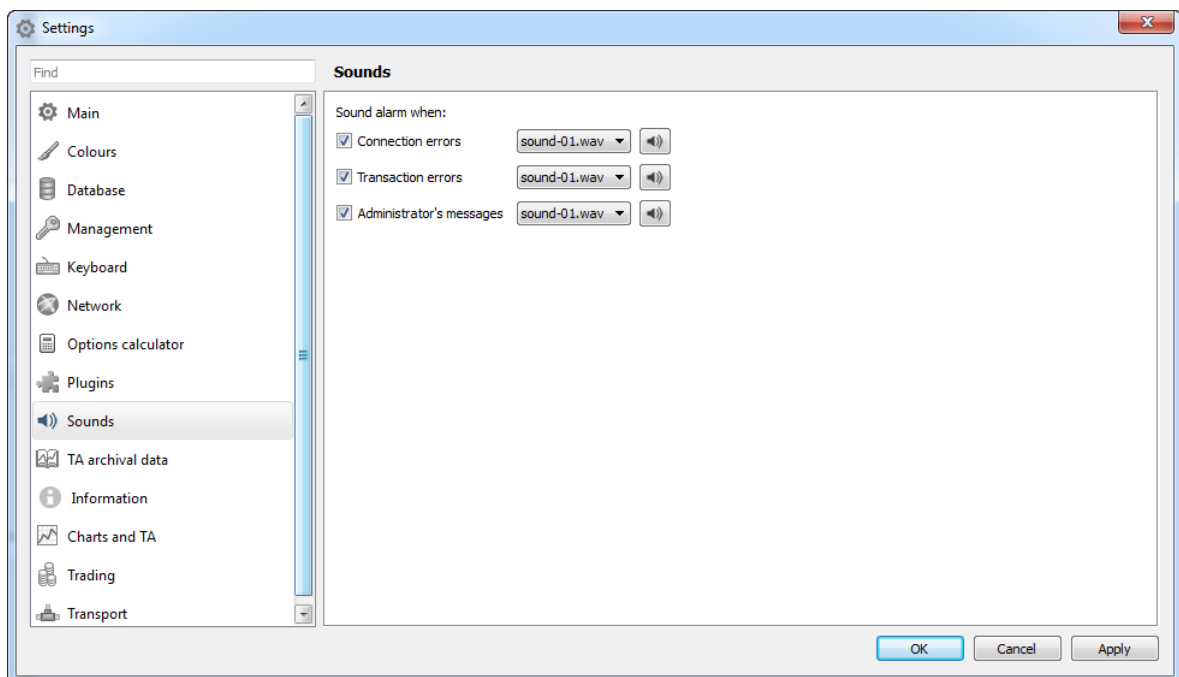 Settings
Find
Sounds
Main
Colours
Database
Management
Keyboard
Network
Options calculator
Plugins
Sounds
TA archival data
Information
Charts and TA
Trading
Transport
Sound alarm when:
Connection errors sound-01.wav
Transaction errors sound-01.wav
Administrator's messages sound-01.wav
OK Cancel Apply